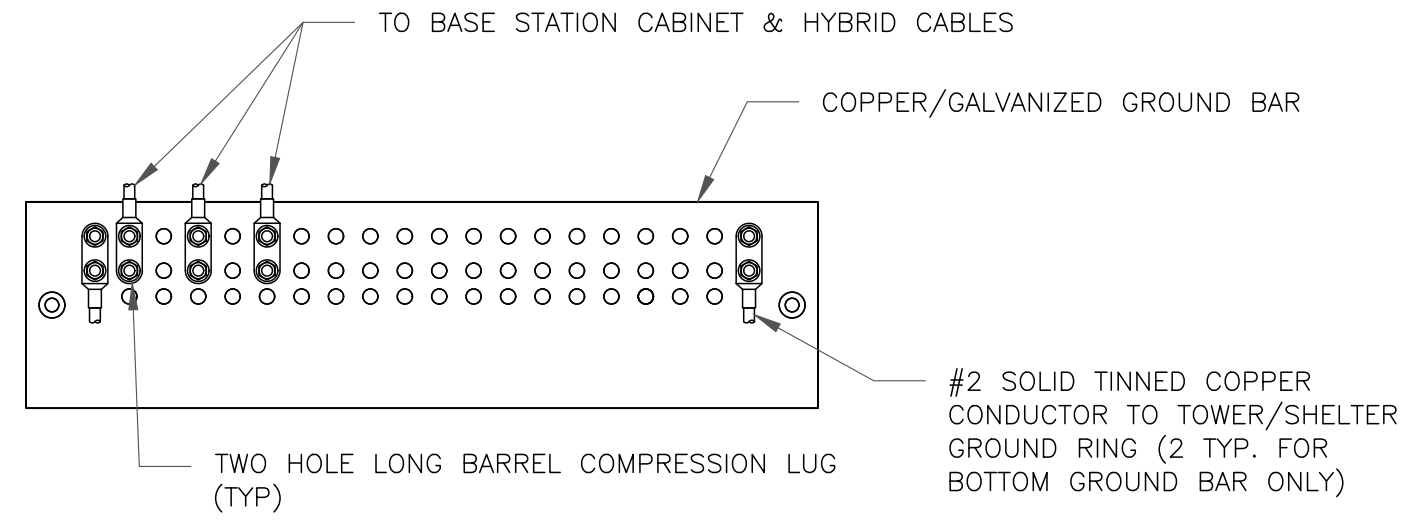 TO BASE STATION CABINET & HYBRID CABLES
COPPER/GALVANIZED GROUND BAR
#2 SOLID TINNED COPPER
CONDUCTOR TO TOWER/SHELTER
GROUND RING (2 TYP. FOR
BOTTOM GROUND BAR ONLY)
TWO HOLE LONG BARREL COMPRESSION LUG
(TYP)